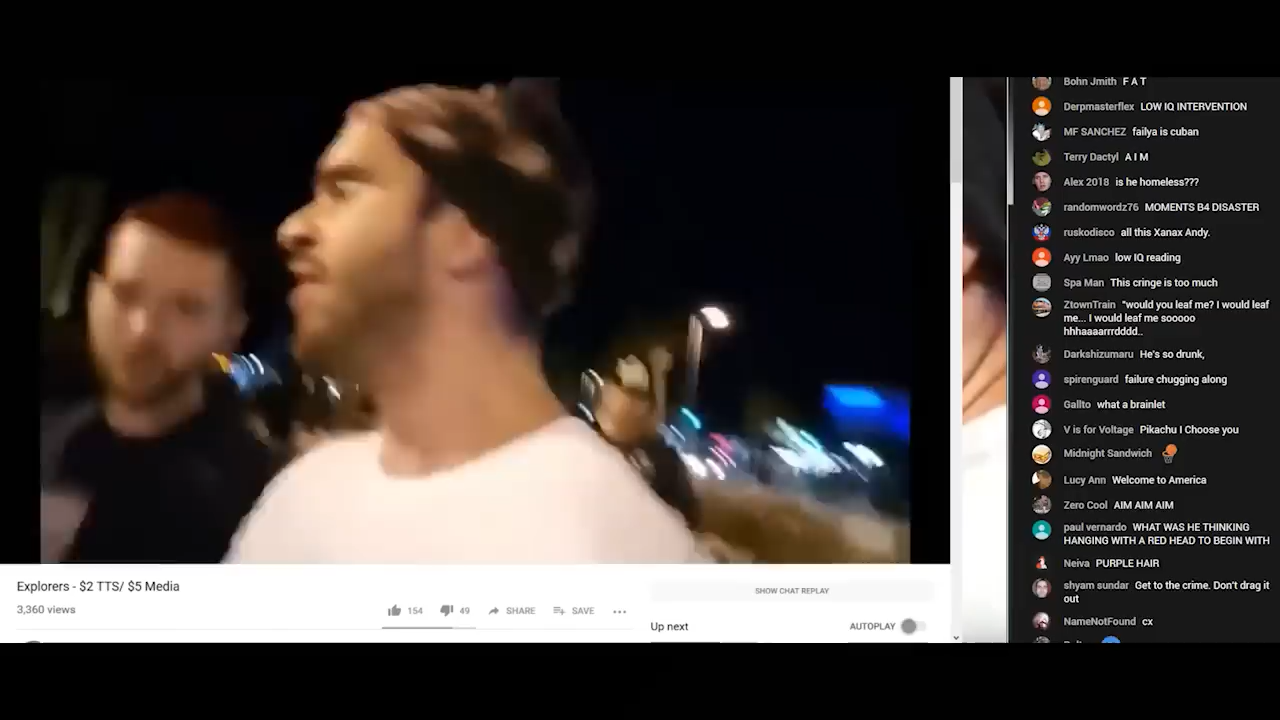 Bohn Jmith F A T
Derpmasterflex LOW IQ INTERVENTION
MF SANCHEZ failya is cuban
Terry Dactyl A I M
Alex 2018 is he homeless???
randomwordz76 MOMENTS B4 DISASTER
ruskodisco all this Xanax Andy.
Ayy Lmao low IQ reading
Spa Man This cringe is too much
ZtownTrain "would you leaf me? I would leaf
me... I would leaf me sooooo
hhhaaarrrdddd..
Darkshizumaru He's so drunk,
spirenguard failure chugging along
Gallto what a brainlet
V is for Voltage Pikachu I Choose you
Midnight Sandwich
Lucy Ann Welcome to America
Zero Cool AIM AIM AIM
paul vernardo WHAT WAS HE THINKING
HANGING WITH A RED HEAD TO BEGIN WITH
Neiva PURPLE HAIR
shyam sundar Get to the crime. Don't drag it
out
NameNotFound cx
Explorers - $2 TTS/ $5 Media
3,360 views
154 49 SHARE SAVE
SHOW CHAT REPLAY
Up next AUTOPLAY